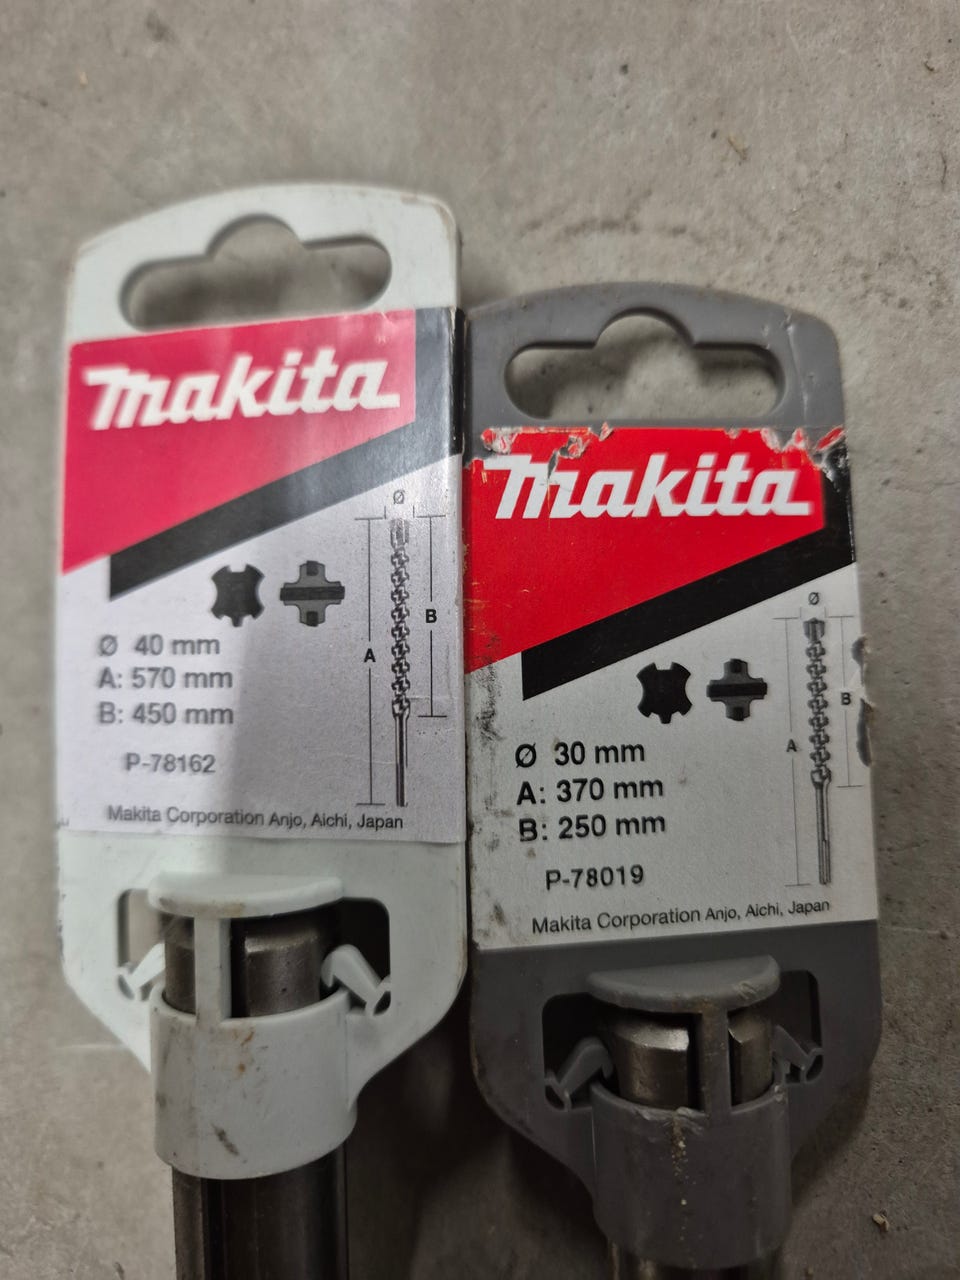 makita
Ø
B
A
Ø 40 mm
A: 570 mm
B: 450 mm
P-78162
Makita Corporation Anjo, Aichi, Japan
makita
Ø
B
A
Ø 30 mm
A: 370 mm
B: 250 mm
P-78019
Makita Corporation Anjo, Aichi, Japan